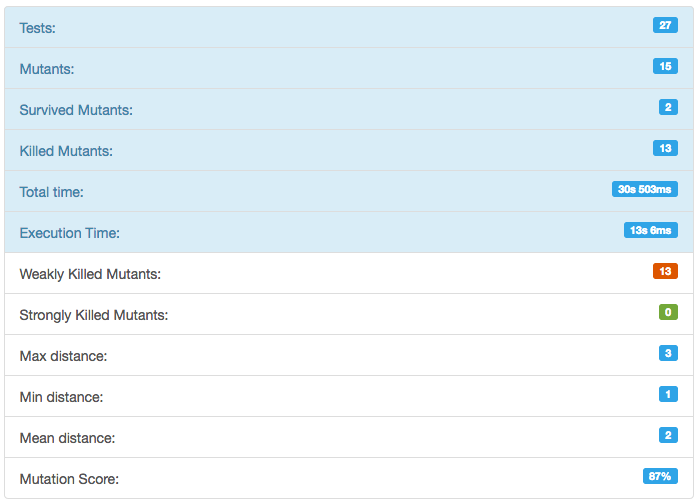 Tests: 27
Mutants: 15
Survived Mutants: 2
Killed Mutants: 13
Total time: 30s 503ms
Execution Time: 13s 6ms
Weakly Killed Mutants: 13
Strongly Killed Mutants: 0
Max distance: 3
Min distance: 1
Mean distance: 2
Mutation Score: 87%